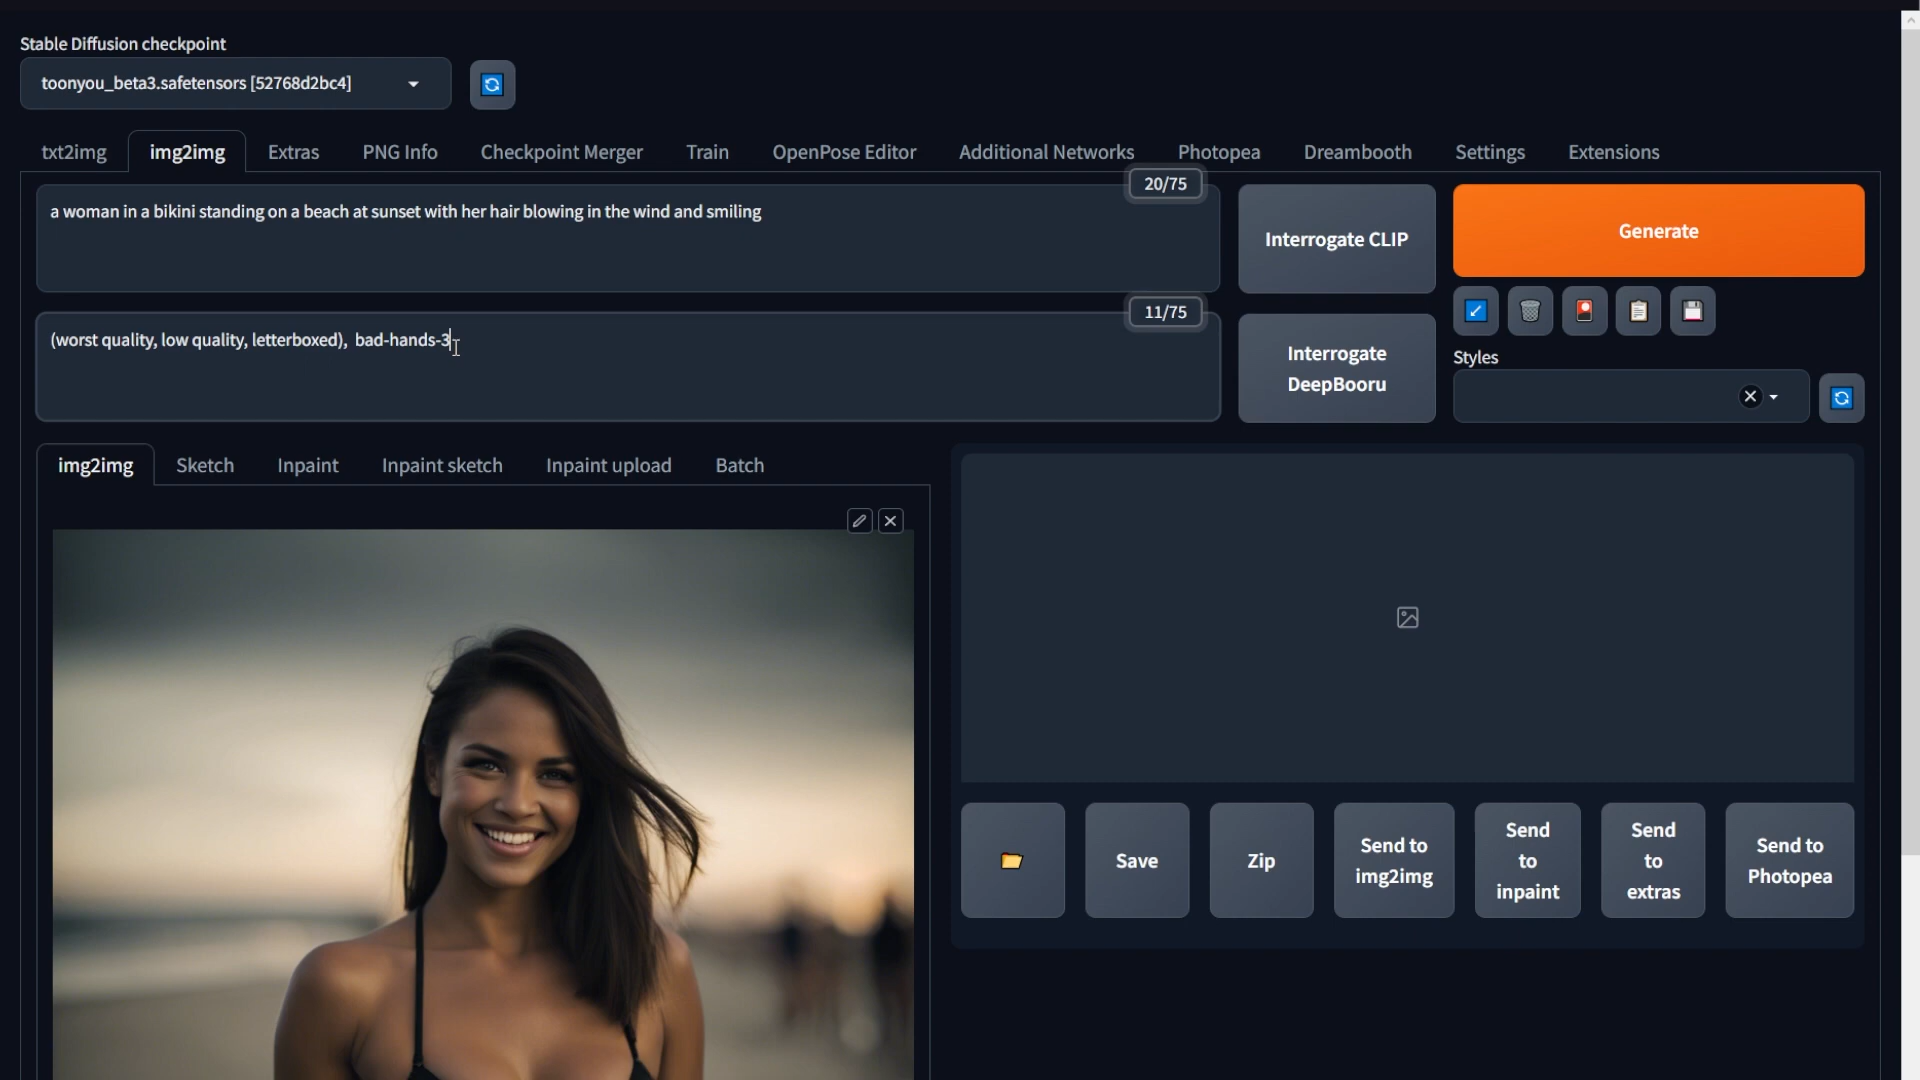 Stable Diffusion checkpoint
toonyou_beta3.safetensors [52768d2bc4]
txt2img img2img Extras PNG Info Checkpoint Merger Train OpenPose Editor Additional Networks Photopea Dreambooth Settings Extensions
20/75
a woman in a bikini standing on a beach at sunset with her hair blowing in the wind and smiling
Interrogate CLIP
Generate
11/75
(worst quality, low quality, letterboxed),  bad-hands-3
Interrogate
DeepBooru
Styles
img2img Sketch Inpaint Inpaint sketch Inpaint upload Batch
Save
Zip
Send to
img2img
Send
to
inpaint
Send
to
extras
Send to
Photopea